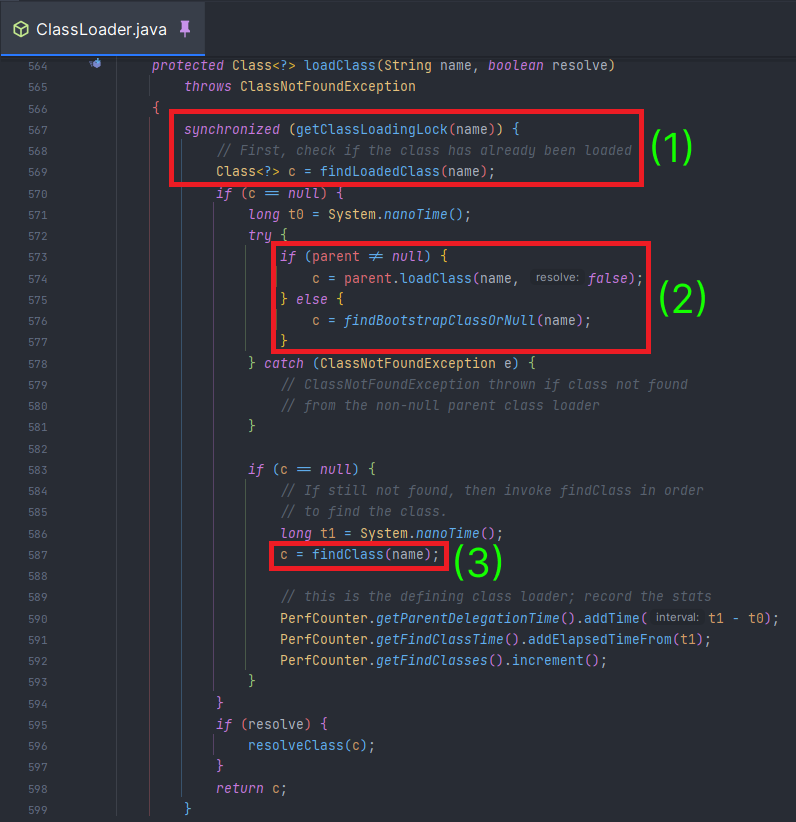 ClassLoader.java
564 protected Class<?> loadClass(String name, boolean resolve)
565 throws ClassNotFoundException
566 {
567 synchronized (getClassLoadingLock(name)) {
568 // First, check if the class has already been loaded
(1)
569 Class<?> c = findLoadedClass(name);
570 if (c == null) {
571 long t0 = System.nanoTime();
572 try {
573 if (parent ≠ null) {
574 c = parent.loadClass(name, resolve: false);
(2)
575 } else {
576 c = findBootstrapClassOrNull(name);
577 }
578 } catch (ClassNotFoundException e) {
579 // ClassNotFoundException thrown if class not found
580 // from the non-null parent class loader
581 }
582
583 if (c == null) {
584 // If still not found, then invoke findClass in order
585 // to find the class.
586 long t1 = System.nanoTime();
587 c = findClass(name);
(3)
588
589 // this is the defining class loader; record the stats
590 PerfCounter.getParentDelegationTime().addTime( interval: t1 - t0);
591 PerfCounter.getFindClassTime().addElapsedTimeFrom(t1);
592 PerfCounter.getFindClasses().increment();
593 }
594 }
595 if (resolve) {
596 resolveClass(c);
597 }
598 return c;
599 }